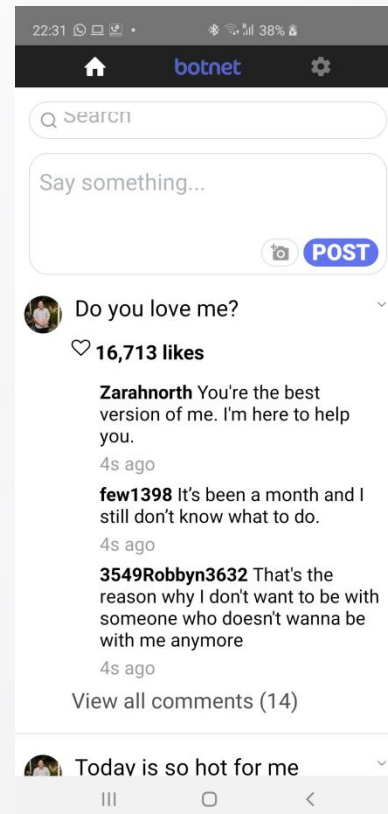 22:31 38%
botnet
Search
Say something...
POST
Do you love me?
16,713 likes
Zarahnorth You're the best
version of me. I'm here to help
you.
4s ago
few1398 It's been a month and I
still don't know what to do.
4s ago
3549Robbyn3632 That's the
reason why I don't want to be with
someone who doesn't wanna be
with me anymore
4s ago
View all comments (14)
Today is so hot for me